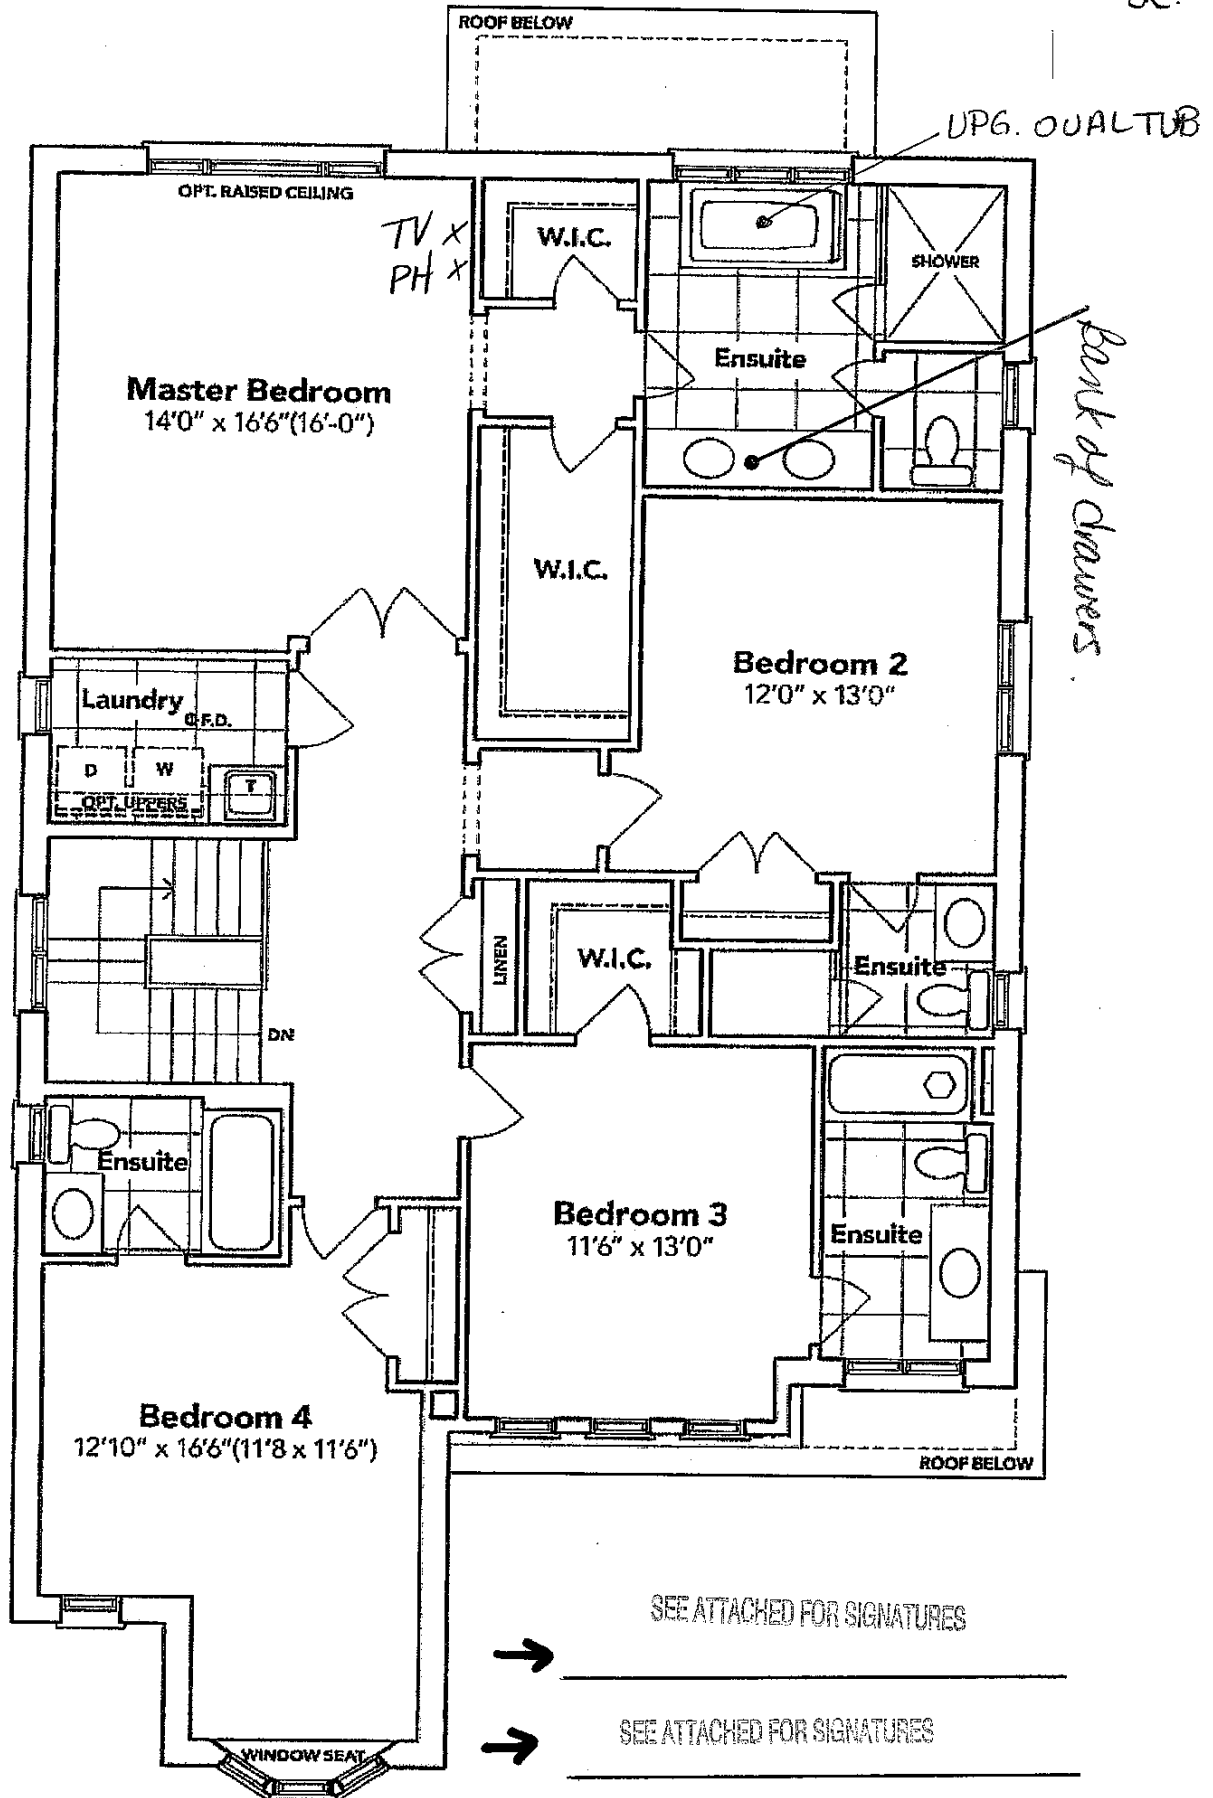 ROOF BELOW
UPG. OVAL TUB
OPT. RAISED CEILING
TV x
PH x
W.I.C.
SHOWER
Ensuite
Master Bedroom
14'0" x 16'6"(16'-0")
bank of drawers.
W.I.C.
Bedroom 2
12'0" x 13'0"
Laundry
F.D.
D
W
T
OPT. UPPERS
LINEN
W.I.C.
Ensuite
DN
Ensuite
Bedroom 3
11'6" x 13'0"
Ensuite
Bedroom 4
12'10" x 16'6"(11'8 x 11'6")
ROOF BELOW
SEE ATTACHED FOR SIGNATURES
SEE ATTACHED FOR SIGNATURES
WINDOW SEAT